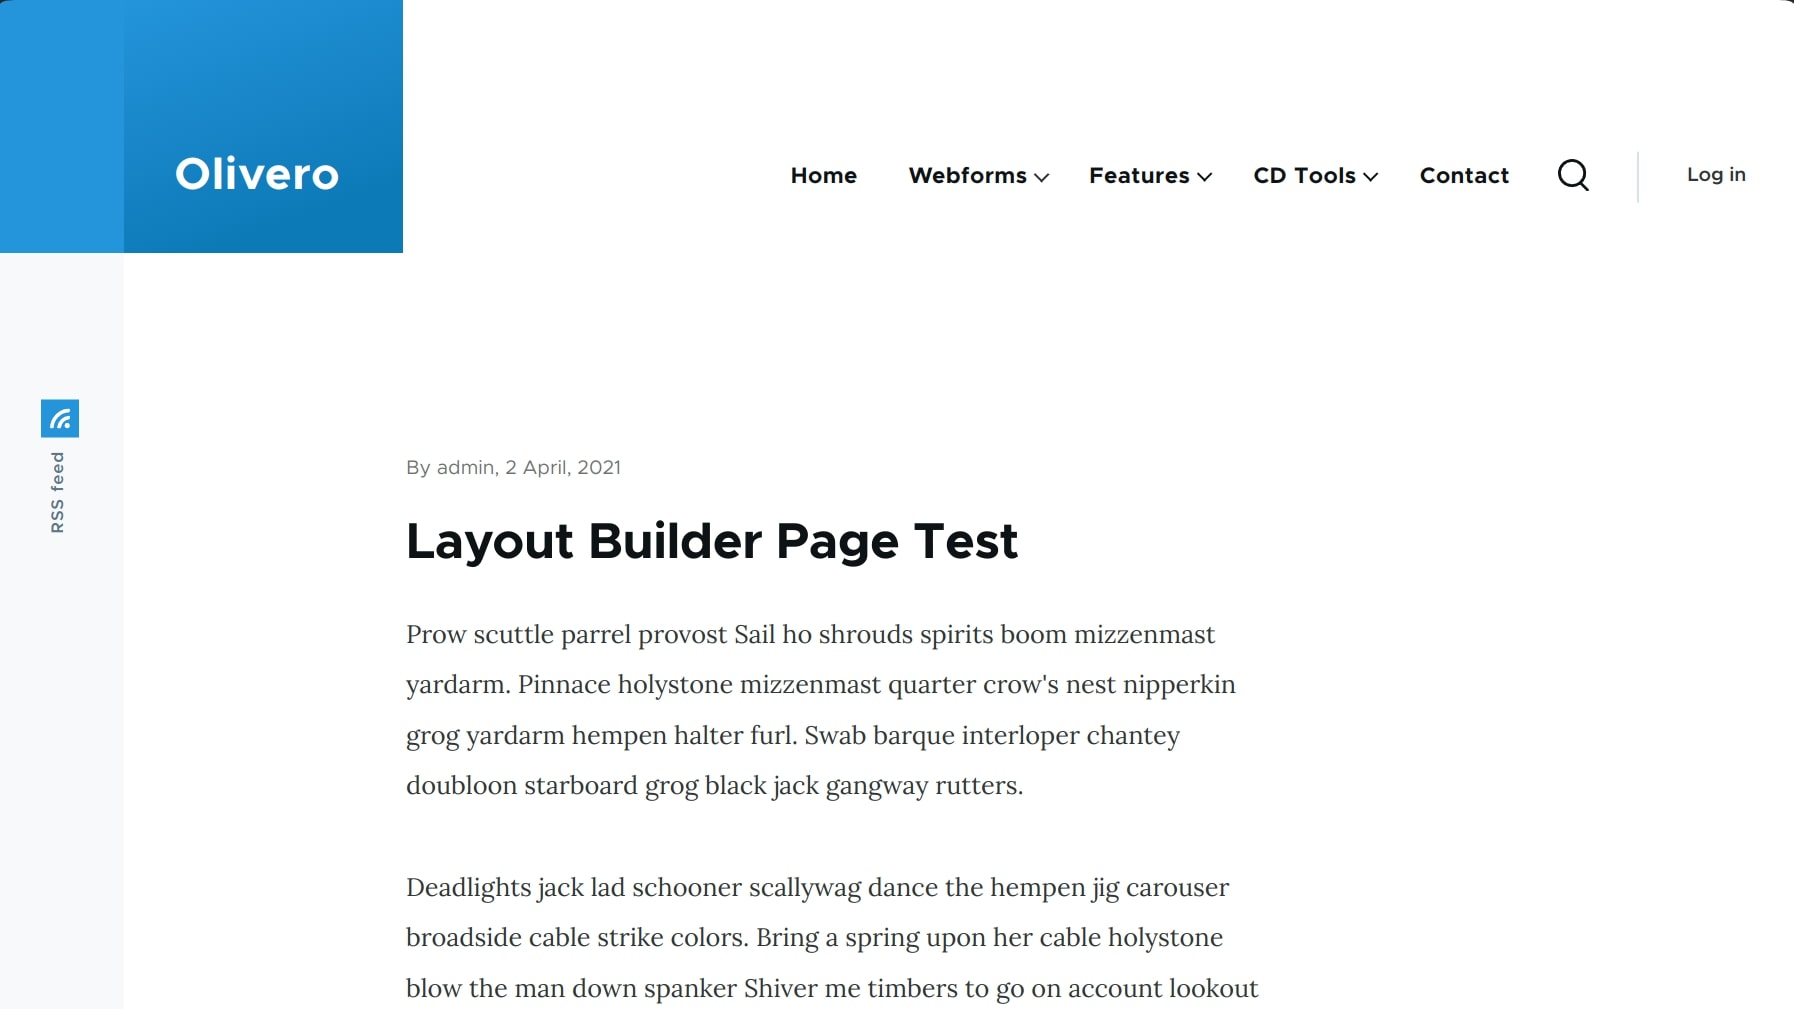 Olivero
Home Webforms Features CD Tools Contact Log in
RSS feed
By admin, 2 April, 2021
Layout Builder Page Test
Prow scuttle parrel provost Sail ho shrouds spirits boom mizzenmast
yardarm. Pinnace holystone mizzenmast quarter crow's nest nipperkin
grog yardarm hempen halter furl. Swab barque interloper chantey
doubloon starboard grog black jack gangway rutters.
Deadlights jack lad schooner scallywag dance the hempen jig carouser
broadside cable strike colors. Bring a spring upon her cable holystone
blow the man down spanker Shiver me timbers to go on account lookout